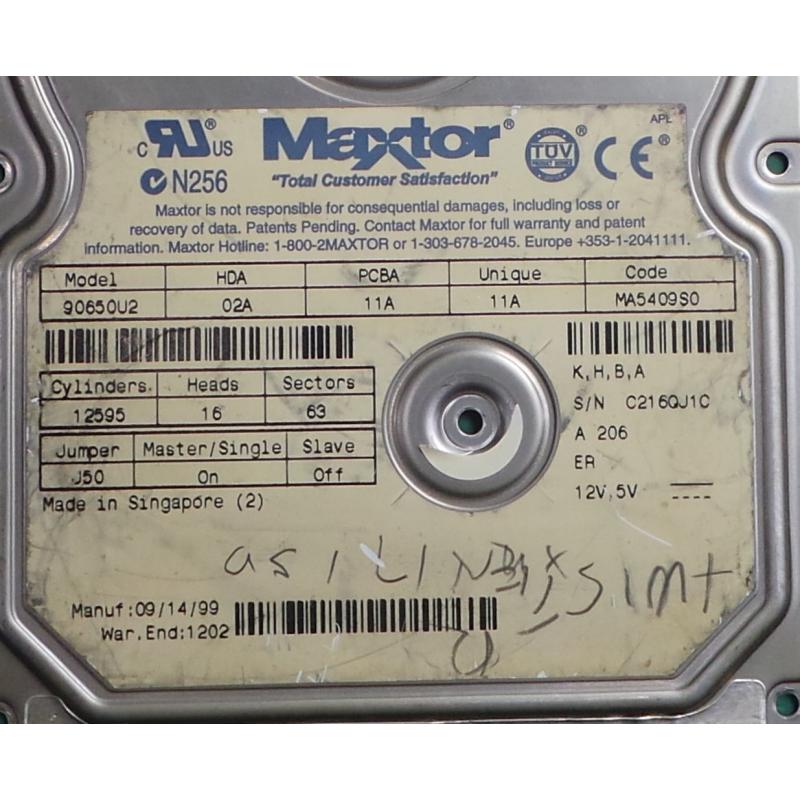 c RU® US Maxtor® TÜV PRODUCT SERVICE ® CE ® APL
N256 "Total Customer Satisfaction"
Maxtor is not responsible for consequential damages, including loss or
recovery of data. Patents Pending. Contact Maxtor for full warranty and patent
information. Maxtor Hotline: 1-800-2MAXTOR or 1-303-678-2045. Europe +353-1-2041111.
Model HDA PCBA Unique Code
90650U2 02A 11A 11A MA5409S0
K,H,B,A
Cylinders Heads Sectors
12595 16 63
S/N C216QJ1C
A 206
Jumper Master/Single Slave
J50 On Off
ER
12V,5V
Made in Singapore (2)
Manuf:09/14/99
War.End:1202